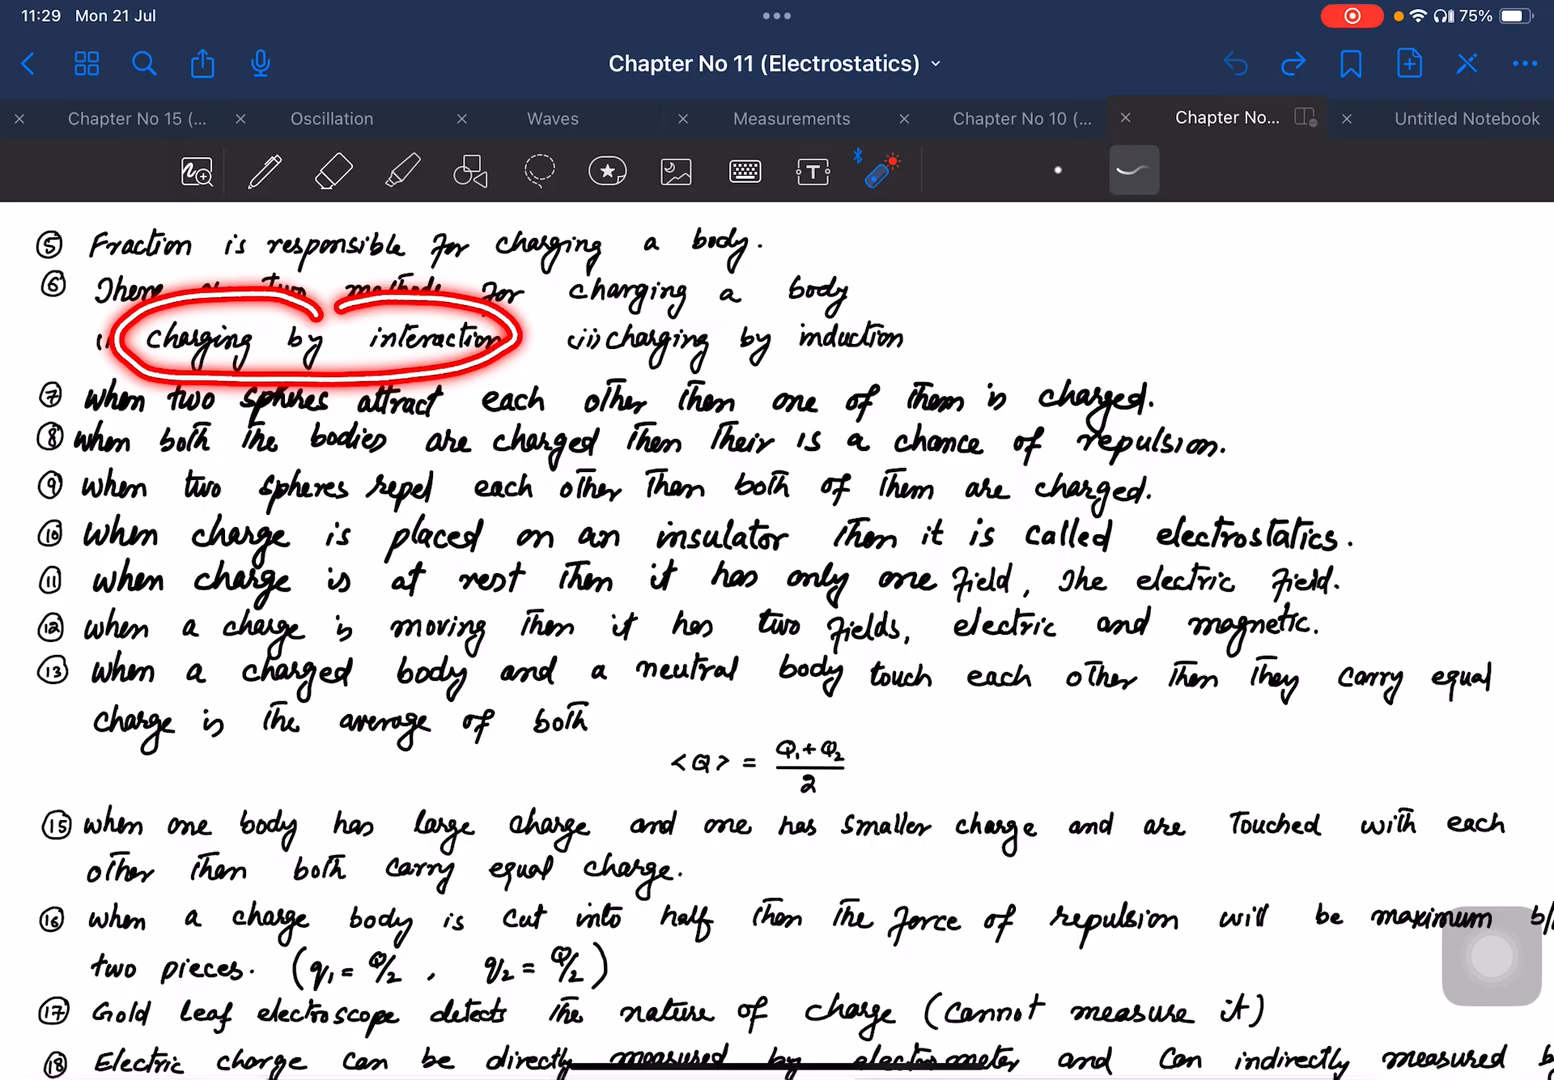 11:29 Mon 21 Jul
75%
Chapter No 11 (Electrostatics)
Chapter No 15 (...
Oscillation
Waves
Measurements
Chapter No 10 (...
Chapter No...
Untitled Notebook
T
5 Fraction is responsible for charging a body.
6 There are two methods for charging a body
(i) charging by interaction (ii) charging by induction
7 when two spheres attract each other then one of them is charged.
8 when both the bodies are charged then their is a chance of repulsion.
9 when two spheres repel each other then both of them are charged.
10 when charge is placed on an insulator then it is called electrostatics.
11 when charge is at rest then it has only one field, the electric field.
12 when a charge is moving then it has two fields, electric and magnetic.
13 when a charged body and a neutral body touch each other then they carry equal
charge is the average of both
<Q> = Q₁+Q₂/2
15 when one body has large charge and one has smaller charge and are touched with each
other then both carry equal charge.
16 when a charge body is cut into half then the force of repulsion will be maximum b/
two pieces. (q₁ = Q/2 , q₂ = Q/2)
17 Gold leaf electroscope detects the nature of charge (cannot measure it)
18 Electric charge can be directly measured by electrometer and can indirectly measured